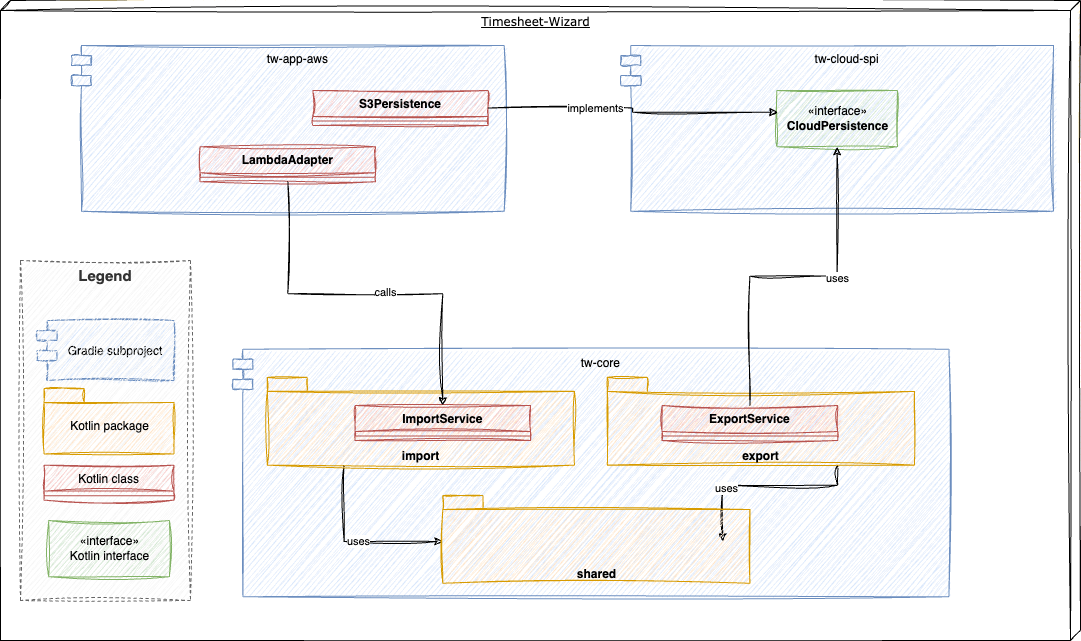 Timesheet-Wizard
tw-app-aws
tw-cloud-spi
S3Persistence
implements
«interface»
CloudPersistence
LambdaAdapter
calls
uses
Legend
Gradle subproject
Kotlin package
Kotlin class
«interface»
Kotlin interface
tw-core
ImportService
import
ExportService
export
uses
uses
shared